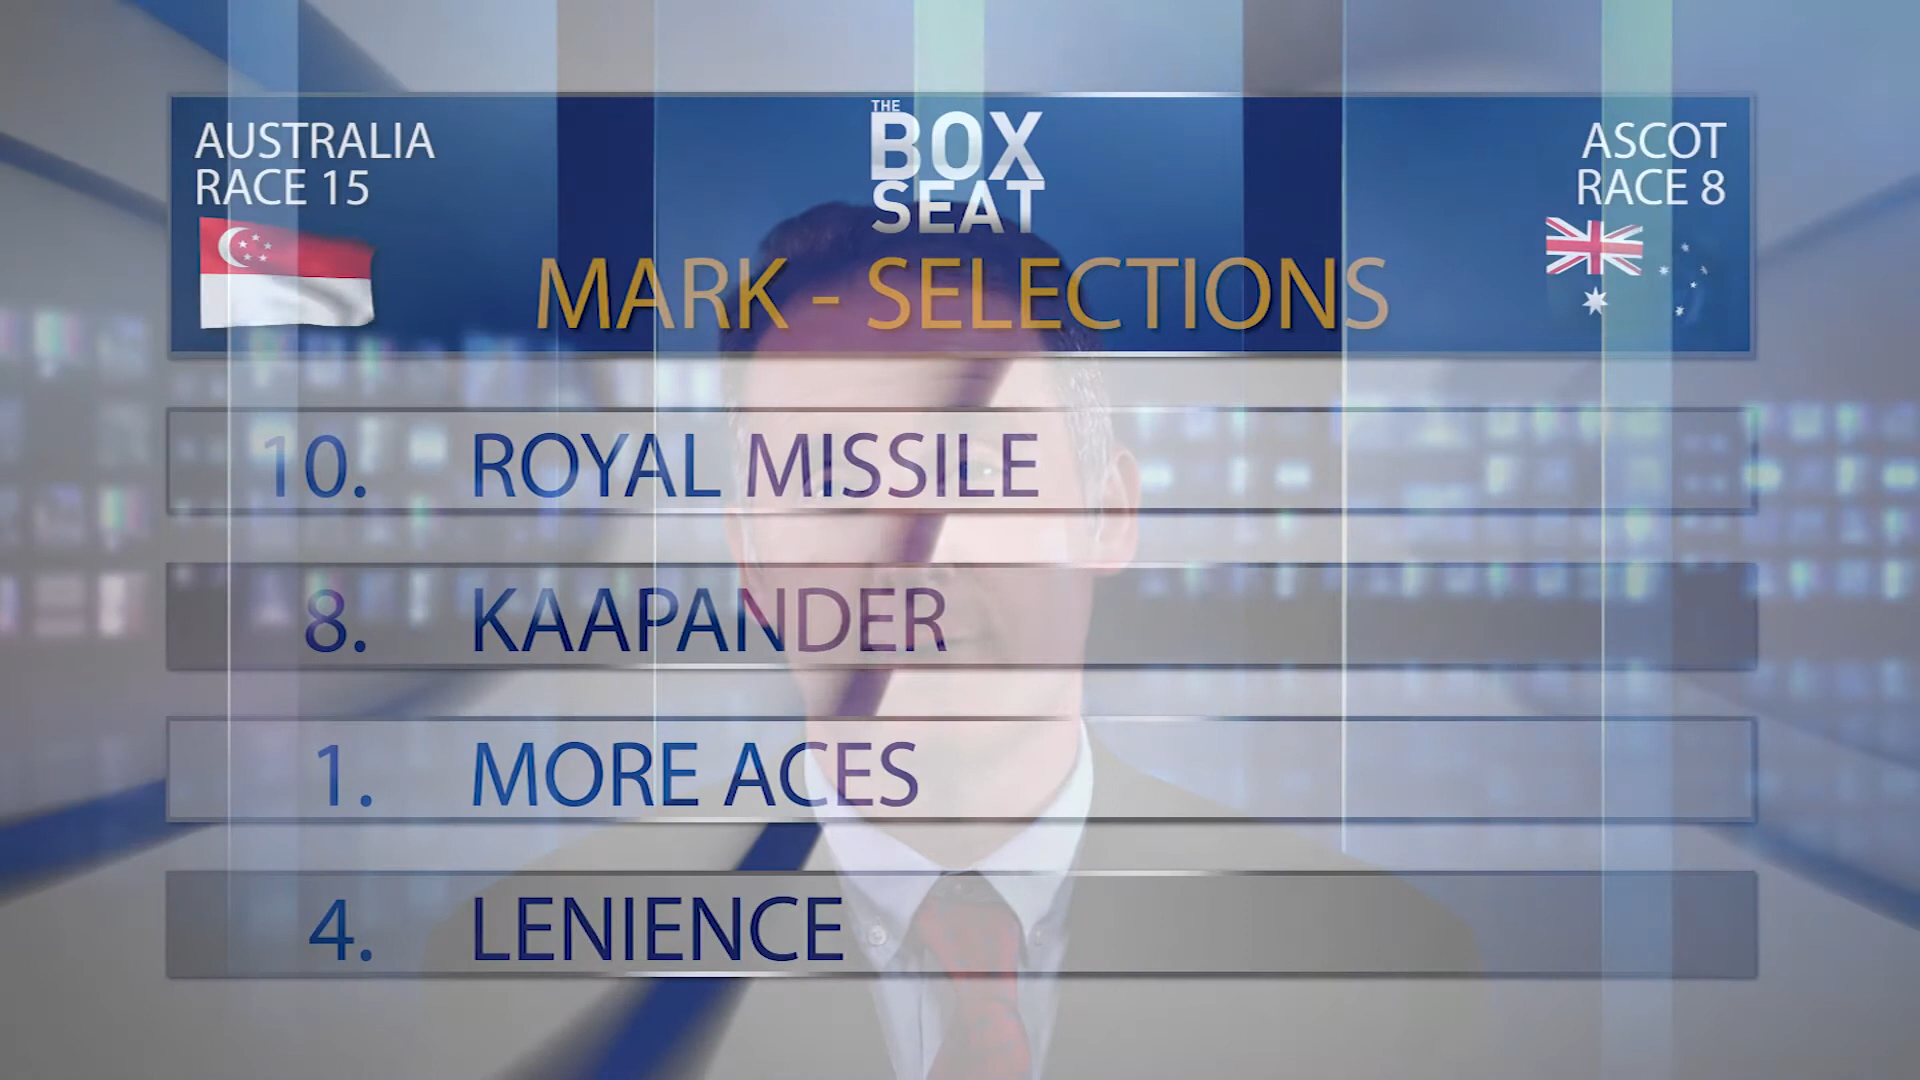 AUSTRALIA
RACE 15
THE
BOX
SEAT
ASCOT
RACE 8
MARK - SELECTIONS
10. ROYAL MISSILE
8. KAAPANDER
1. MORE ACES
4. LENIENCE